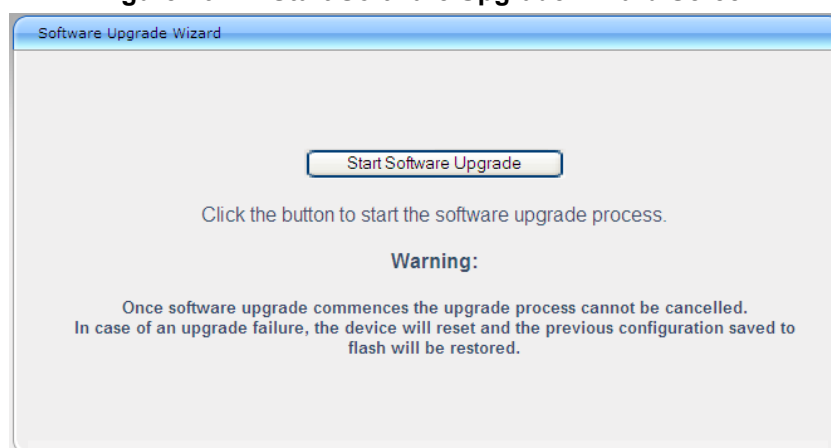 Software Upgrade Wizard
Start Software Upgrade
Click the button to start the software upgrade process.
Warning:
Once software upgrade commences the upgrade process cannot be cancelled.
In case of an upgrade failure, the device will reset and the previous configuration saved to
flash will be restored.